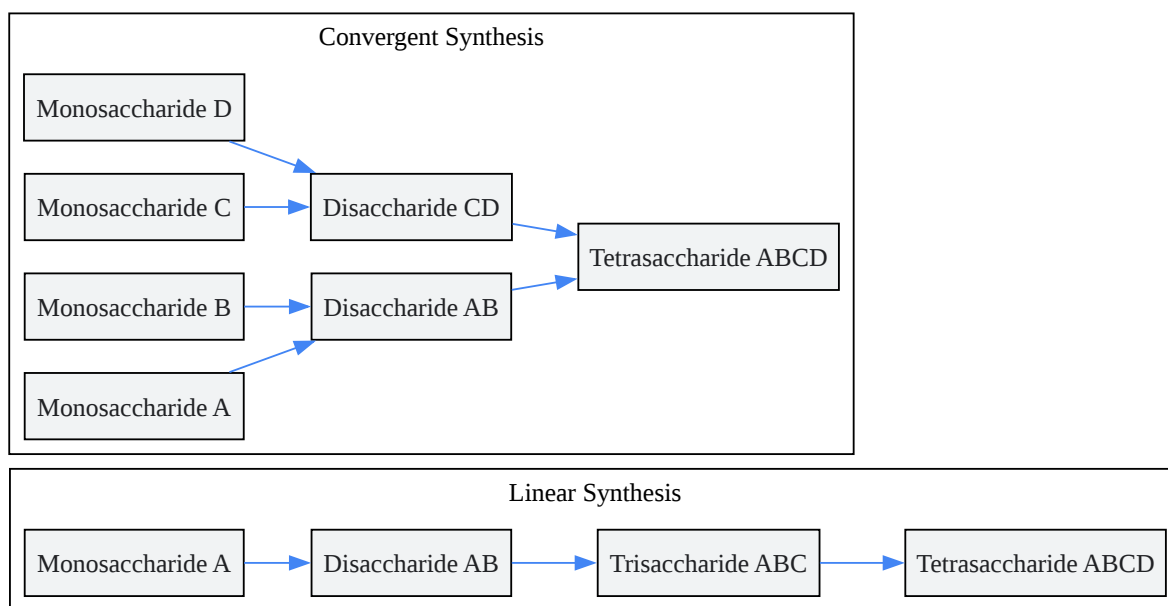 Convergent Synthesis
Monosaccharide D
Monosaccharide C
Disaccharide CD
Tetrasaccharide ABCD
Monosaccharide B
Disaccharide AB
Monosaccharide A
Linear Synthesis
Monosaccharide A
Disaccharide AB
Trisaccharide ABC
Tetrasaccharide ABCD